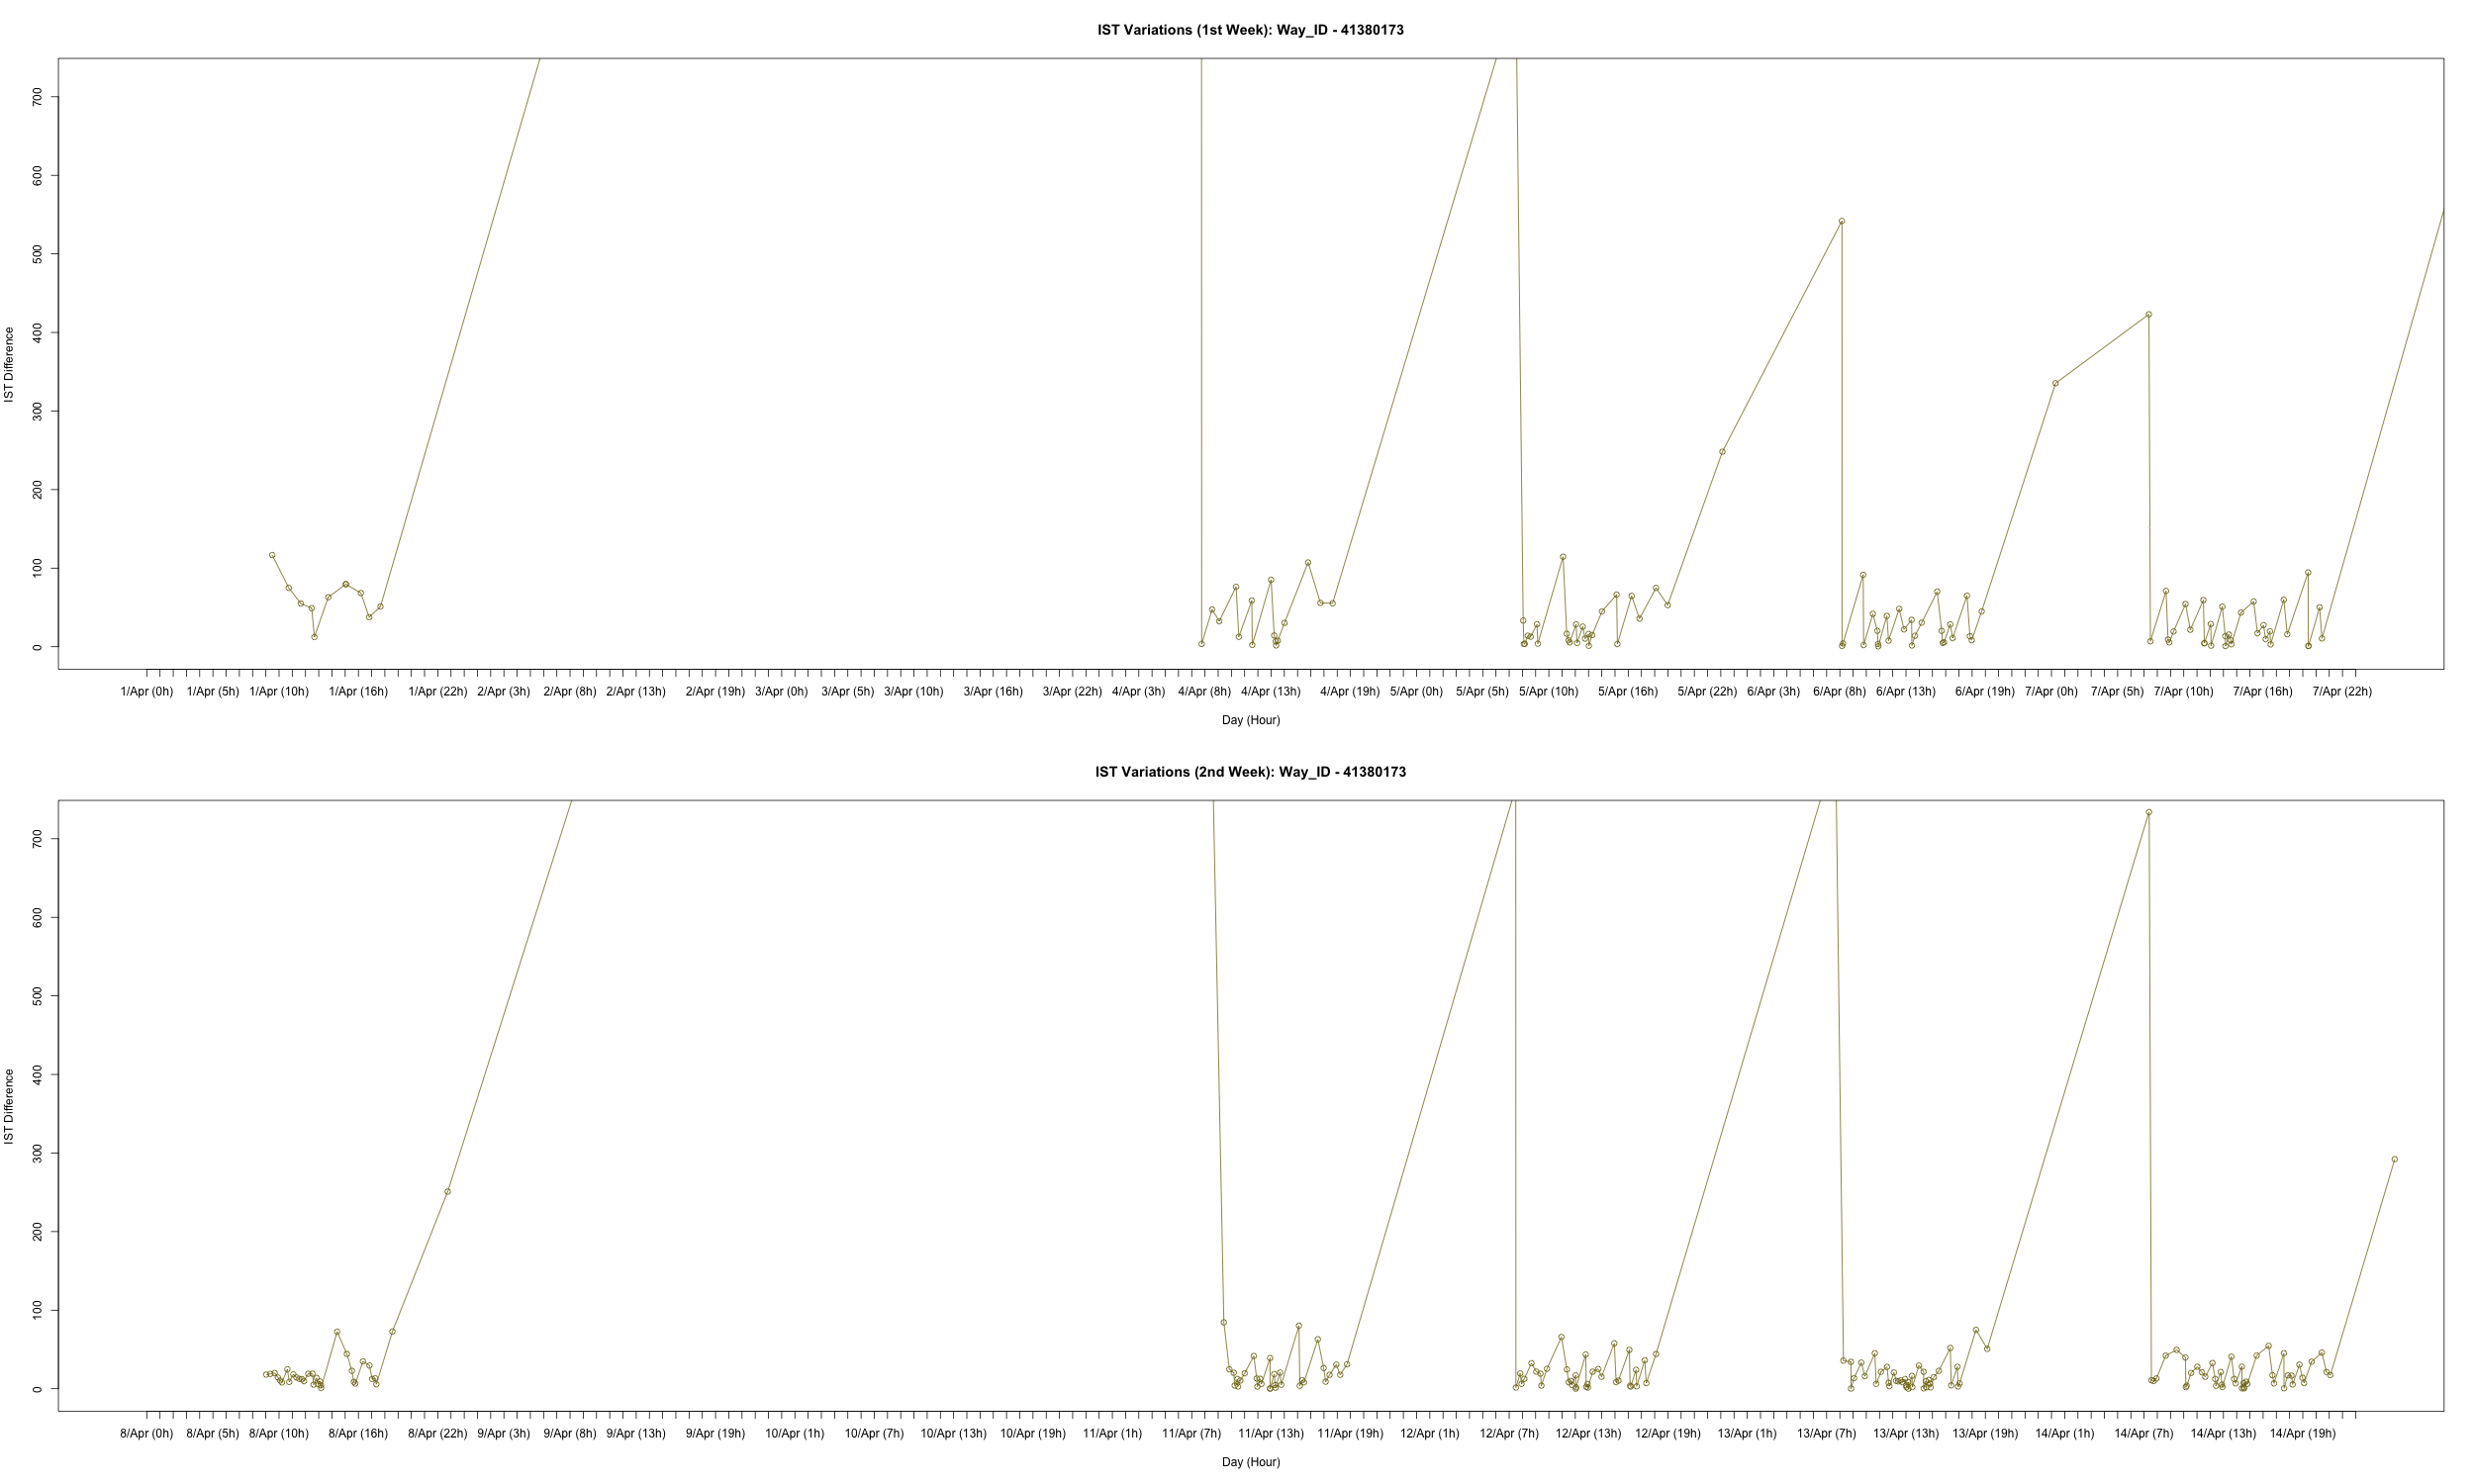 IST Variations (1st Week): Way_ID - 41380173
700
600
500
400
300
200
100
0
IST Difference
1/Apr (0h) 1/Apr (5h) 1/Apr (10h) 1/Apr (16h) 1/Apr (22h) 2/Apr (3h) 2/Apr (8h) 2/Apr (13h) 2/Apr (19h) 3/Apr (0h) 3/Apr (5h) 3/Apr (10h) 3/Apr (16h) 3/Apr (22h) 4/Apr (3h) 4/Apr (8h) 4/Apr (13h) 4/Apr (19h) 5/Apr (0h) 5/Apr (5h) 5/Apr (10h) 5/Apr (16h) 5/Apr (22h) 6/Apr (3h) 6/Apr (8h) 6/Apr (13h) 6/Apr (19h) 7/Apr (0h) 7/Apr (5h) 7/Apr (10h) 7/Apr (16h) 7/Apr (22h)
Day (Hour)
IST Variations (2nd Week): Way_ID - 41380173
700
600
500
400
300
200
100
0
IST Difference
8/Apr (0h) 8/Apr (5h) 8/Apr (10h) 8/Apr (16h) 8/Apr (22h) 9/Apr (3h) 9/Apr (8h) 9/Apr (13h) 9/Apr (19h) 10/Apr (1h) 10/Apr (7h) 10/Apr (13h) 10/Apr (19h) 11/Apr (1h) 11/Apr (7h) 11/Apr (13h) 11/Apr (19h) 12/Apr (1h) 12/Apr (7h) 12/Apr (13h) 12/Apr (19h) 13/Apr (1h) 13/Apr (7h) 13/Apr (13h) 13/Apr (19h) 14/Apr (1h) 14/Apr (7h) 14/Apr (13h) 14/Apr (19h)
Day (Hour)